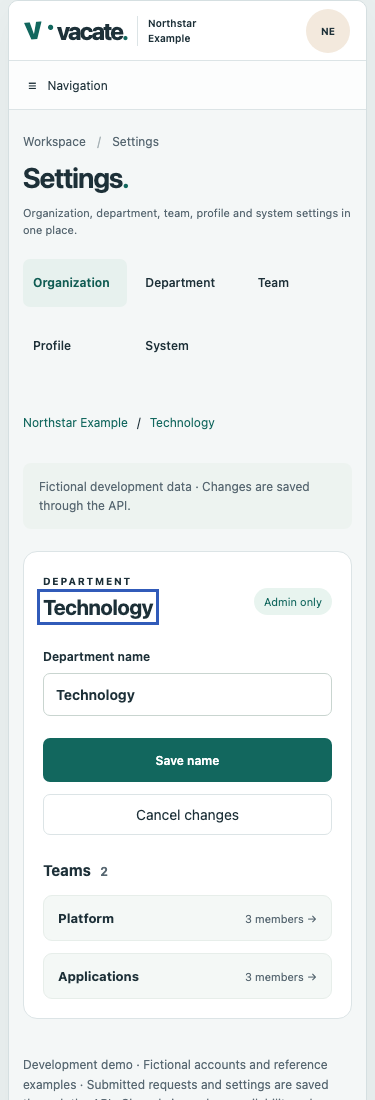 vacate.
Northstar
Example
NE
≡ Navigation
Workspace / Settings
Settings.
Organization, department, team, profile and system settings in
one place.
Organization Department Team
Profile System
Northstar Example / Technology
Fictional development data · Changes are saved
through the API.
DEPARTMENT
Technology
Admin only
Department name
Technology
Save name
Cancel changes
Teams 2
Platform 3 members →
Applications 3 members →
Development demo · Fictional accounts and reference
examples · Submitted requests and settings are saved